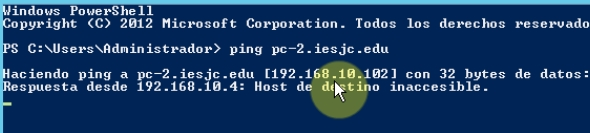 Windows PowerShell
Copyright (C) 2012 Microsoft Corporation. Todos los derechos reservado
PS C:\Users\Administrador> ping pc-2.iesjc.edu
Haciendo ping a pc-2.iesjc.edu [192.168.10.102] con 32 bytes de datos:
Respuesta desde 192.168.10.4: Host de destino inaccesible.